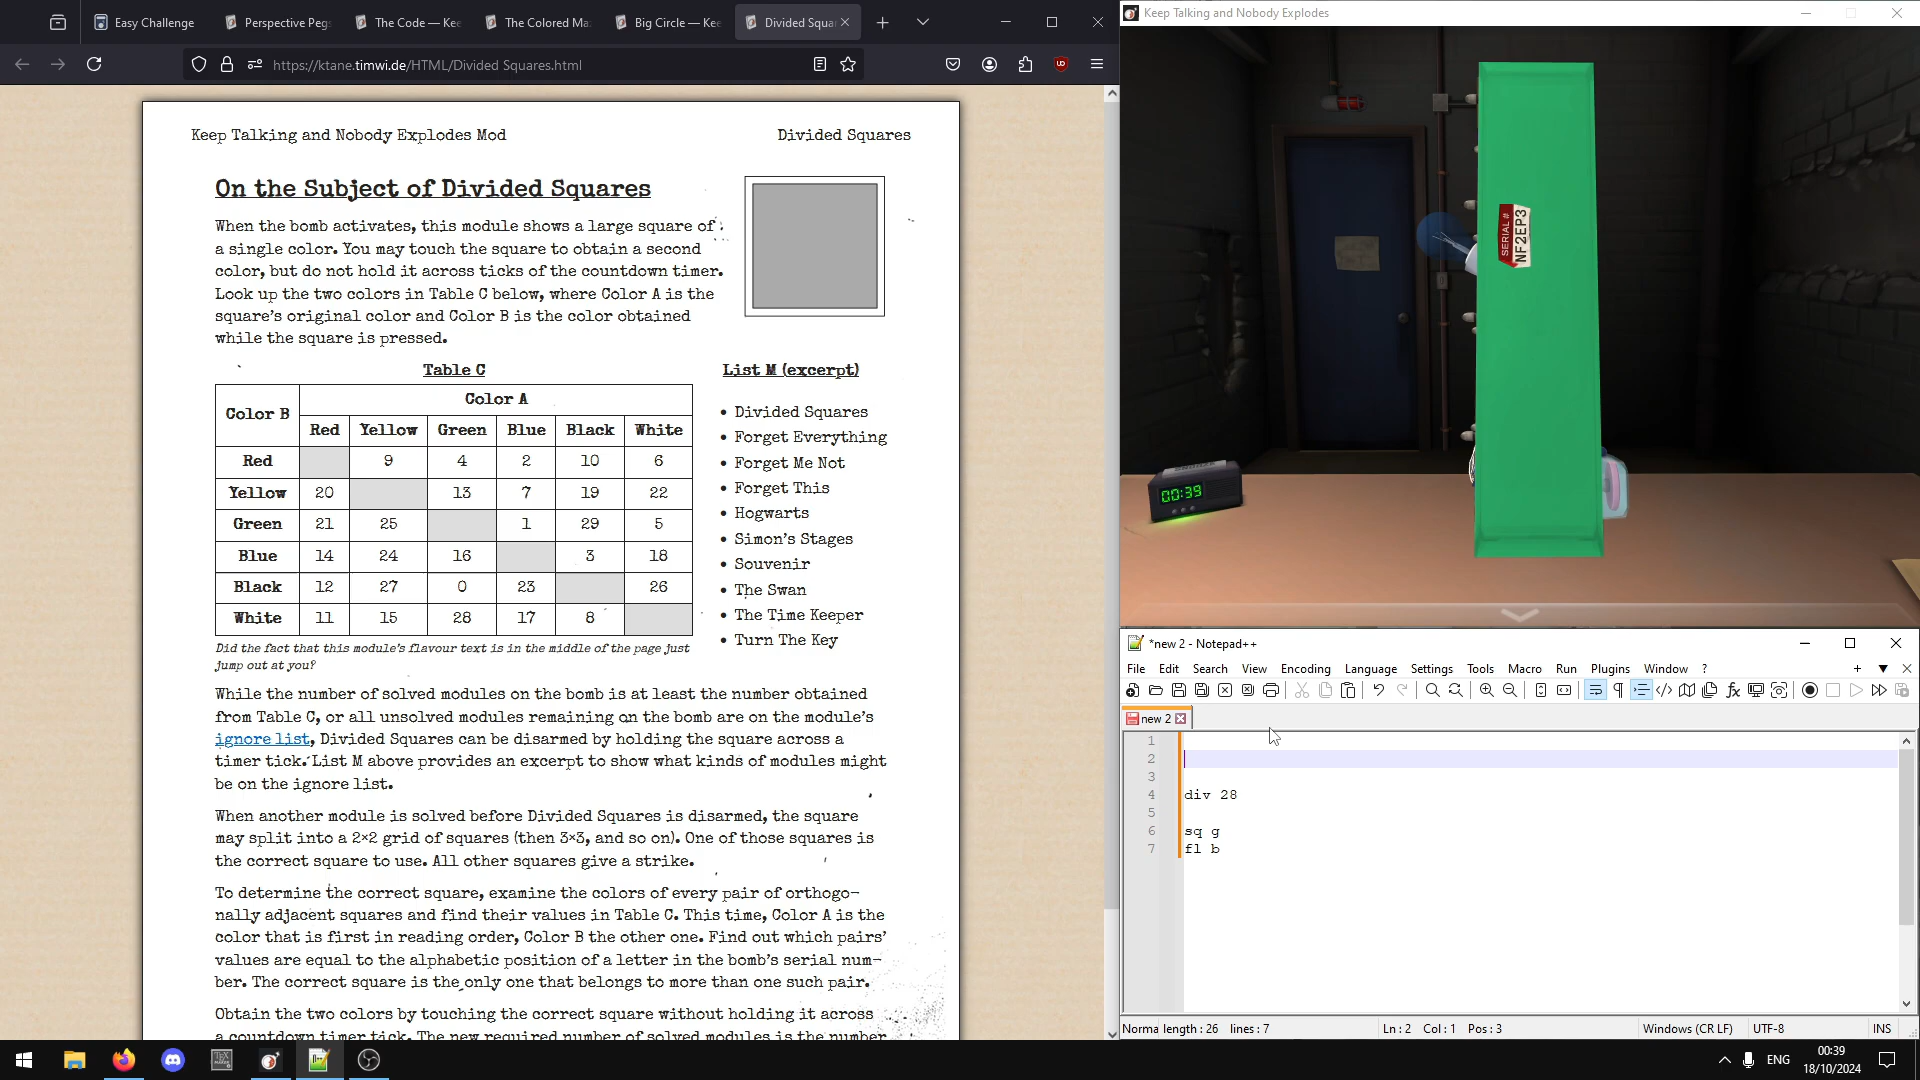 Easy Challenge
Perspective Pegs
The Code — Kee
The Colored Ma
Big Circle — Kee
Divided Squar
https://ktane.timwi.de/HTML/Divided Squares.html
Keep Talking and Nobody Explodes Mod
Divided Squares
On the Subject of Divided Squares
When the bomb activates, this module shows a large square of
a single color. You may touch the square to obtain a second
color, but do not hold it across ticks of the countdown timer.
Look up the two colors in Table C below, where Color A is the
square's original color and Color B is the color obtained
while the square is pressed.
Table C
Color B
Color A
Red Yellow Green Blue Black White
Red 9 4 2 10 6
Yellow 20 13 7 19 22
Green 21 25 1 29 5
Blue 14 24 16 3 18
Black 12 27 0 23 26
White 11 15 28 17 8
List M (excerpt)
• Divided Squares
• Forget Everything
• Forget Me Not
• Forget This
• Hogwarts
• Simon's Stages
• Souvenir
• The Swan
• The Time Keeper
• Turn The Key
Did the fact that this module's flavour text is in the middle of the page just
jump out at you?
While the number of solved modules on the bomb is at least the number obtained
from Table C, or all unsolved modules remaining on the bomb are on the module's
ignore list, Divided Squares can be disarmed by holding the square across a
timer tick. List M above provides an excerpt to show what kinds of modules might
be on the ignore list.
When another module is solved before Divided Squares is disarmed, the square
may split into a 2×2 grid of squares (then 3×3, and so on). One of those squares is
the correct square to use. All other squares give a strike.
To determine the correct square, examine the colors of every pair of orthogo-
nally adjacent squares and find their values in Table C. This time, Color A is the
color that is first in reading order, Color B the other one. Find out which pairs'
values are equal to the alphabetic position of a letter in the bomb's serial num-
ber. The correct square is the only one that belongs to more than one such pair.
Obtain the two colors by touching the correct square without holding it across
a countdown timer tick. The new required number of solved modules is the number
Keep Talking and Nobody Explodes
SERIAL #
NF2EP3
00:39
*new 2 - Notepad++
File Edit Search View Encoding Language Settings Tools Macro Run Plugins Window ?
new 2
1
2
3
4 div 28
5
6 sq g
7 fl b
Norma length : 26 lines : 7 Ln : 2 Col : 1 Pos : 3 Windows (CR LF) UTF-8 INS
ENG
00:39
18/10/2024